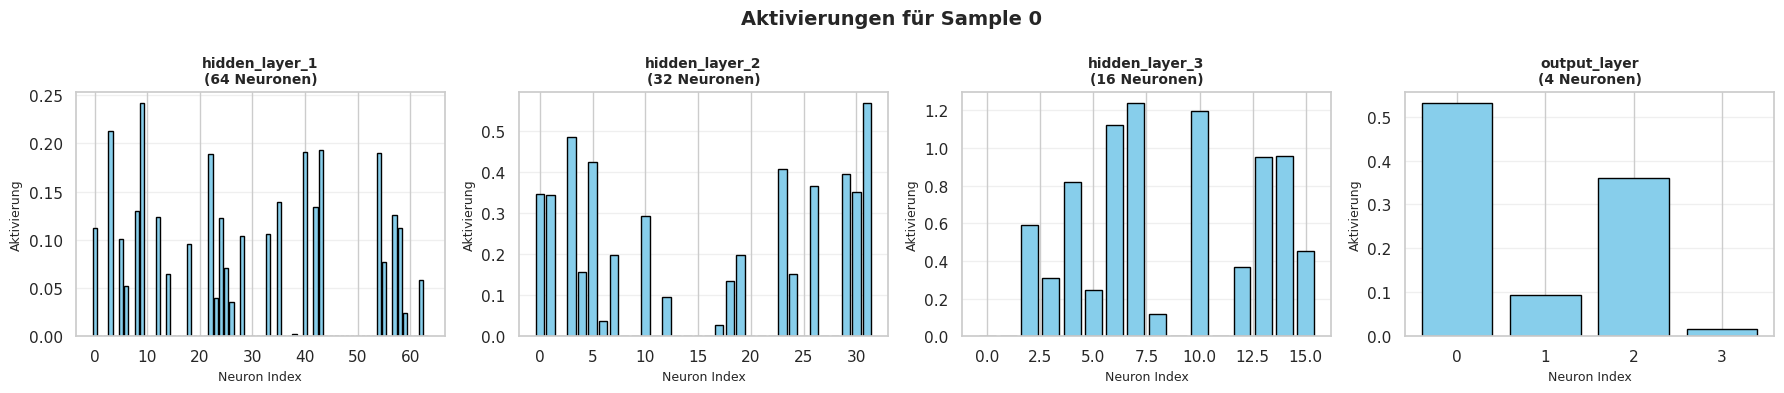 Aktivierungen für Sample 0
hidden_layer_1
(64 Neuronen)
Aktivierung
0.25
0.20
0.15
0.10
0.05
0.00
0 10 20 30 40 50 60
Neuron Index
hidden_layer_2
(32 Neuronen)
Aktivierung
0.5
0.4
0.3
0.2
0.1
0.0
0 5 10 15 20 25 30
Neuron Index
hidden_layer_3
(16 Neuronen)
Aktivierung
1.2
1.0
0.8
0.6
0.4
0.2
0.0
0.0 2.5 5.0 7.5 10.0 12.5 15.0
Neuron Index
output_layer
(4 Neuronen)
Aktivierung
0.5
0.4
0.3
0.2
0.1
0.0
0 1 2 3
Neuron Index